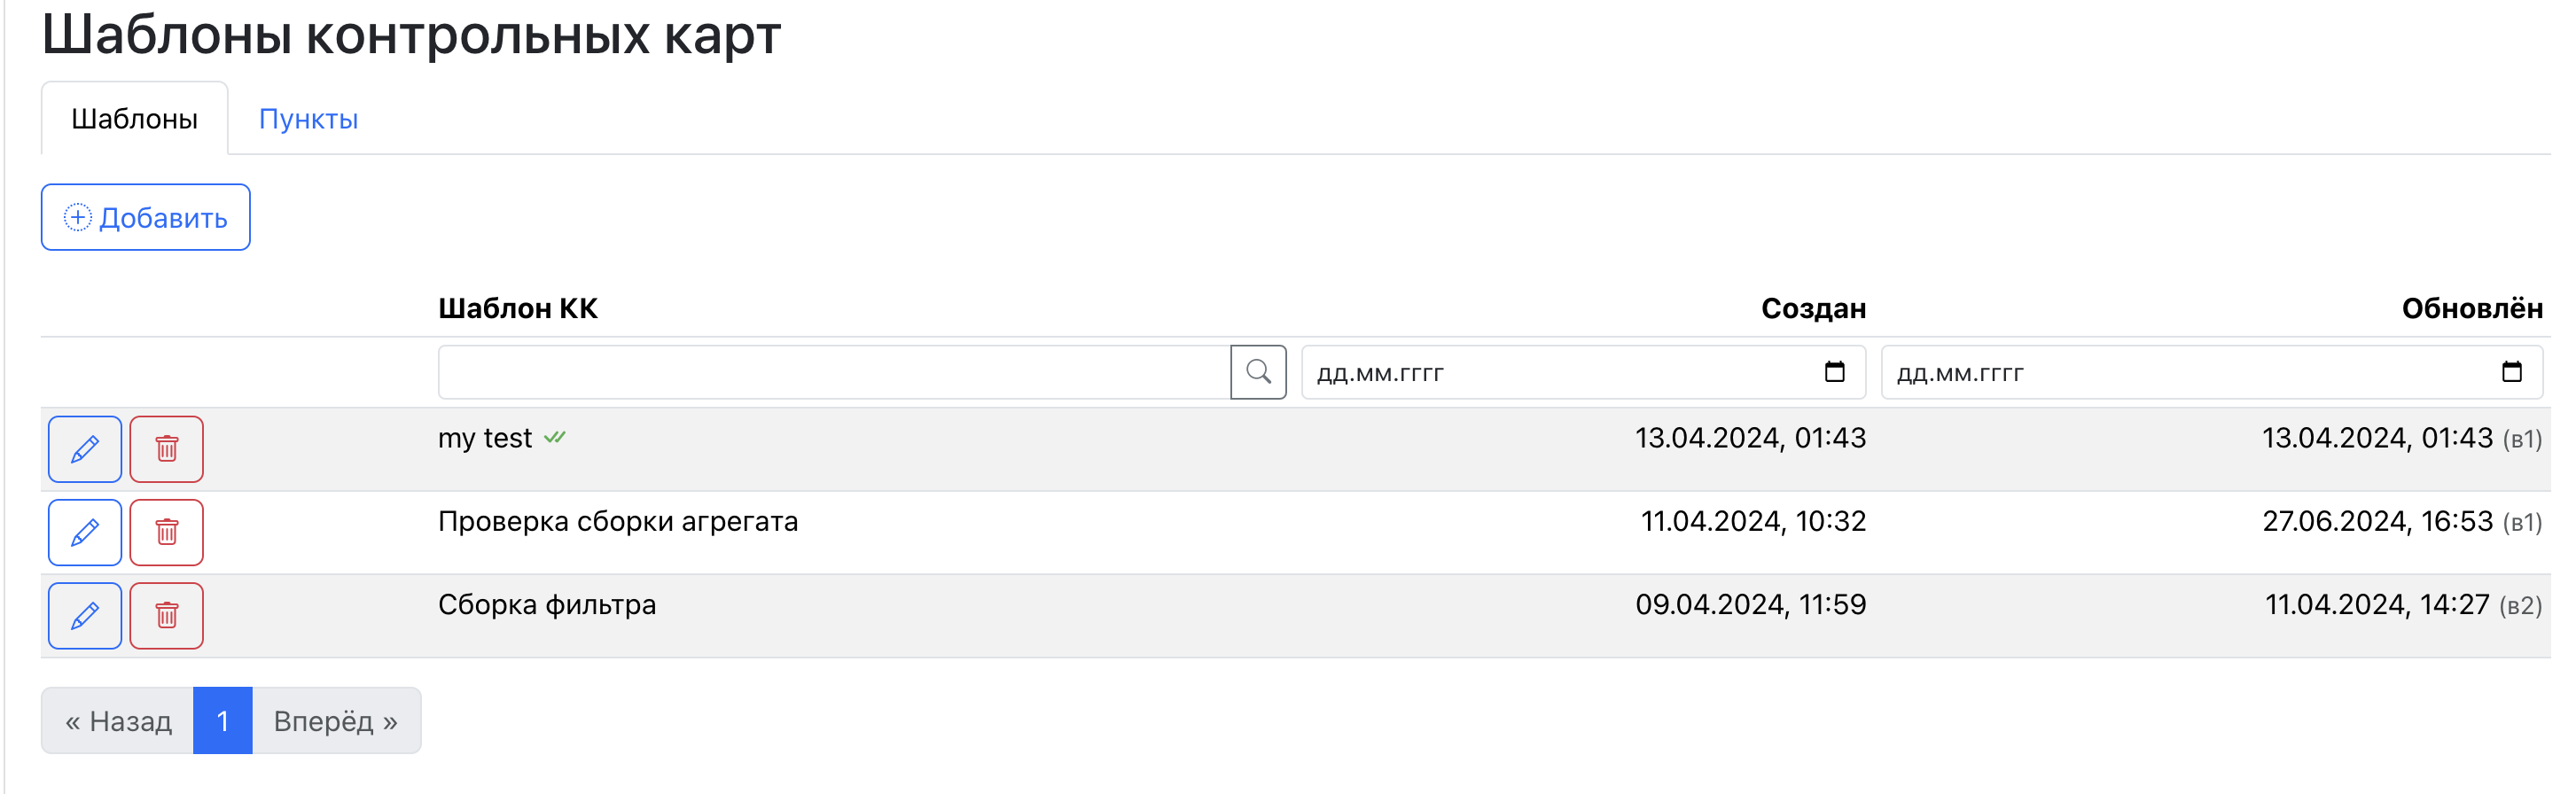 Шаблоны контрольных карт
Шаблоны Пункты
Добавить
Шаблон КК Создан Обновлён
дд.мм.гггг дд.мм.гггг
my test 13.04.2024, 01:43 13.04.2024, 01:43 (в1)
Проверка сборки агрегата 11.04.2024, 10:32 27.06.2024, 16:53 (в1)
Сборка фильтра 09.04.2024, 11:59 11.04.2024, 14:27 (в2)
« Назад 1 Вперёд »